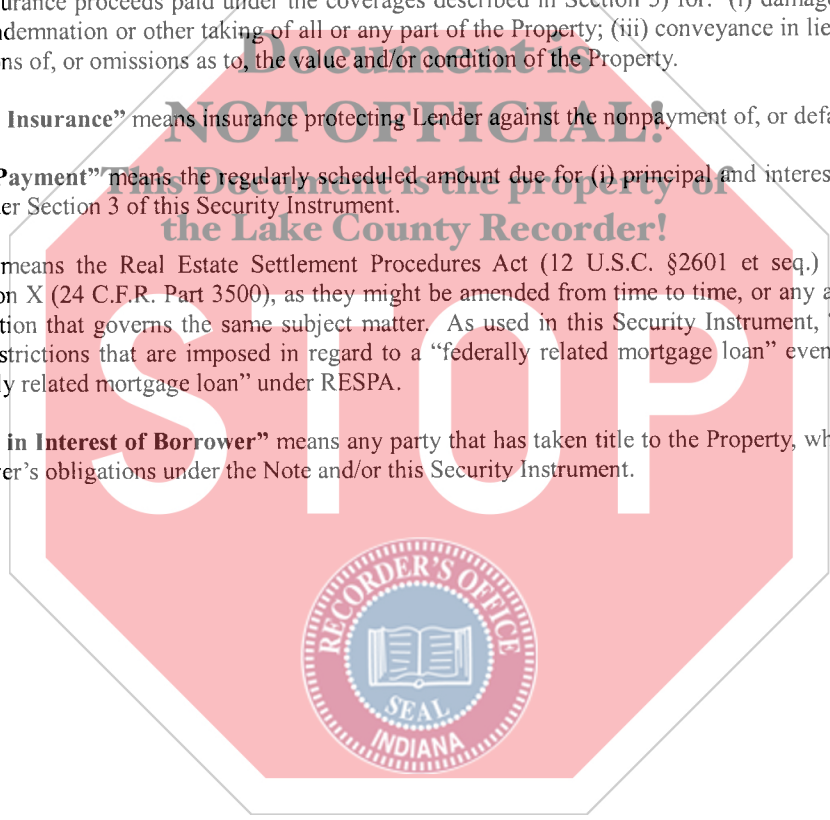 urance proceeds paid under the coverages described in Section 5) for: (i) damag
ndemnation or other taking of all or any part of the Property; (iii) conveyance in lie
ns of, or omissions as to, the value and/or condition of the Property.
Document is
NOT OFFICIAL!
Insurance” means insurance protecting Lender against the nonpayment of, or defa
Payment” means the regularly scheduled amount due for (i) principal and interes
This Document is the property of
er Section 3 of this Security Instrument.
the Lake County Recorder!
means the Real Estate Settlement Procedures Act (12 U.S.C. §2601 et seq.)
on X (24 C.F.R. Part 3500), as they might be amended from time to time, or any a
tion that governs the same subject matter. As used in this Security Instrument,
strictions that are imposed in regard to a “federally related mortgage loan” even
ly related mortgage loan” under RESPA.
STOP
in Interest of Borrower” means any party that has taken title to the Property, wh
er’s obligations under the Note and/or this Security Instrument.
RECORDER'S OFFICE
SEAL
INDIANA